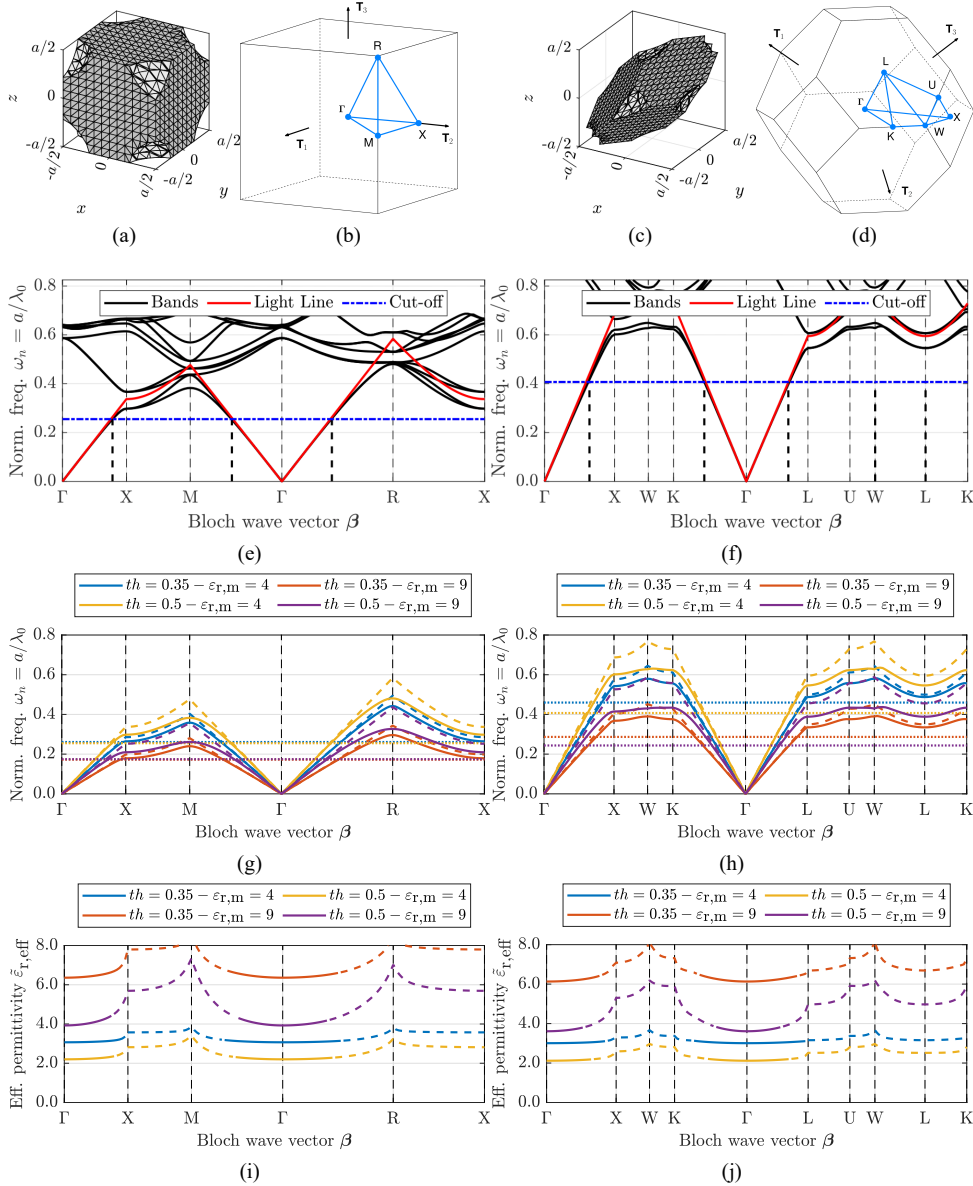 a/2
0
-a/2
z
-a/2
0
a/2
x
-a/2
0
a/2
y
(a)
T3
R
Γ
X
M
T1
T2
(b)
a/2
0
-a/2
z
-a/2
0
a/2
x
-a/2
0
a/2
y
(c)
T1
T3
L
U
Γ
X
K
W
T2
(d)
Norm. freq. ωn = a/λ0
0.8
0.6
0.4
0.2
0.0
Bands Light Line Cut-off
Γ X M Γ R X
Bloch wave vector β
(e)
Norm. freq. ωn = a/λ0
0.8
0.6
0.4
0.2
0.0
Bands Light Line Cut-off
Γ X W K Γ L U W L K
Bloch wave vector β
(f)
th = 0.35 − εr,m = 4 th = 0.35 − εr,m = 9
th = 0.5 − εr,m = 4 th = 0.5 − εr,m = 9
Norm. freq. ωn = a/λ0
0.8
0.6
0.4
0.2
0.0
Γ X M Γ R X
Bloch wave vector β
(g)
th = 0.35 − εr,m = 4 th = 0.35 − εr,m = 9
th = 0.5 − εr,m = 4 th = 0.5 − εr,m = 9
Norm. freq. ωn = a/λ0
0.8
0.6
0.4
0.2
0.0
Γ X W K Γ L U W L K
Bloch wave vector β
(h)
th = 0.35 − εr,m = 4 th = 0.5 − εr,m = 4
th = 0.35 − εr,m = 9 th = 0.5 − εr,m = 9
Eff. permittivity ε̃r,eff
8.0
6.0
4.0
2.0
0.0
Γ X M Γ R X
Bloch wave vector β
(i)
th = 0.35 − εr,m = 4 th = 0.5 − εr,m = 4
th = 0.35 − εr,m = 9 th = 0.5 − εr,m = 9
Eff. permittivity ε̃r,eff
8.0
6.0
4.0
2.0
0.0
Γ X W K Γ L U W L K
Bloch wave vector β
(j)